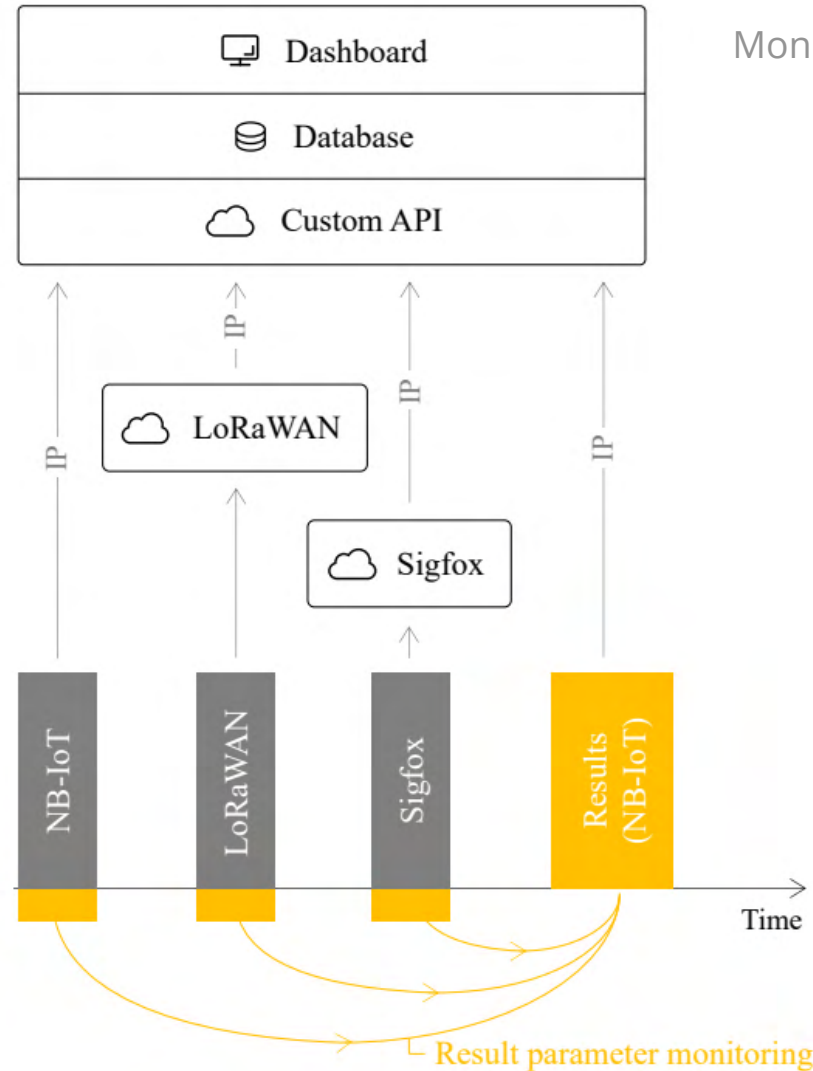 Mon
Dashboard
Database
Custom API
IP
IP
IP
IP
LoRaWAN
Sigfox
NB-IoT
LoRaWAN
Sigfox
Results
(NB-IoT)
Time
Result parameter monitoring